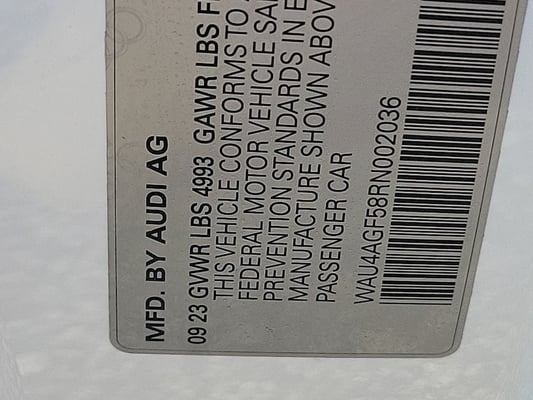 MFD. BY AUDI AG
09 23 GVWR LBS 4993 GAWR LBS
THIS VEHICLE CONFORMS TO
FEDERAL MOTOR VEHICLE
PREVENTION STANDARDS IN
MANUFACTURE SHOWN ABOV
PASSENGER CAR
WAU4AGF58RN002036